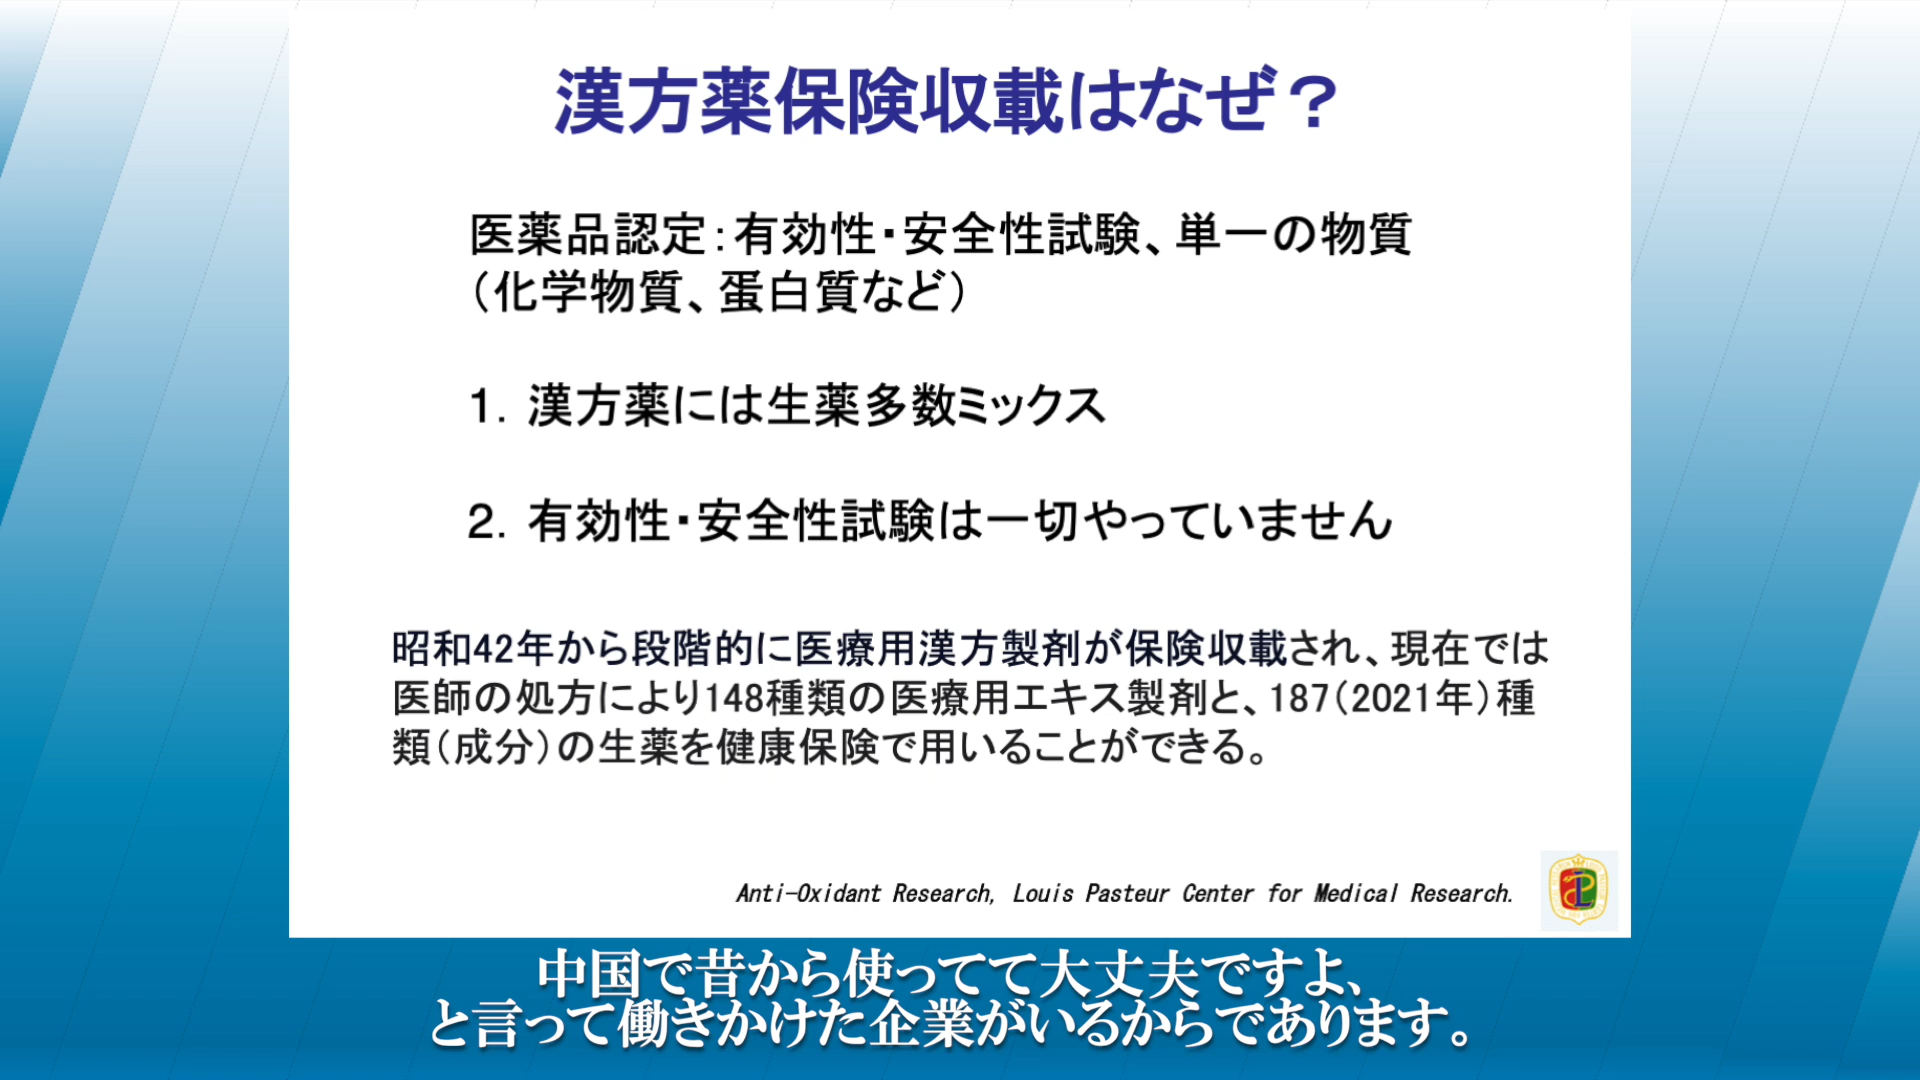 漢方薬保険収載はなぜ？
医薬品認定：有効性・安全性試験、単一の物質
（化学物質、蛋白質など）
1. 漢方薬には生薬多数ミックス
2. 有効性・安全性試験は一切やっていません
昭和42年から段階的に医療用漢方製剤が保険収載され、現在では
医師の処方により148種類の医療用エキス製剤と、187（2021年）種
類（成分）の生薬を健康保険で用いることができる。
Anti-Oxidant Research, Louis Pasteur Center for Medical Research.
中国で昔から使ってて大丈夫ですよ、
と言って働きかけた企業がいるからであります。